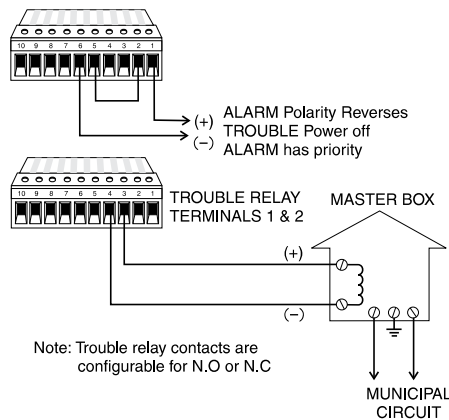 10 9 8 7 6 5 4 3 2 1
(+) ALARM Polarity Reverses
(−) TROUBLE Power off
ALARM has priority
10 9 8 7 6 5 4 3 2 1
TROUBLE RELAY
TERMINALS 1 & 2
MASTER BOX
(+)
(−)
Note: Trouble relay contacts are
configurable for N.O or N.C
MUNICIPAL
CIRCUIT